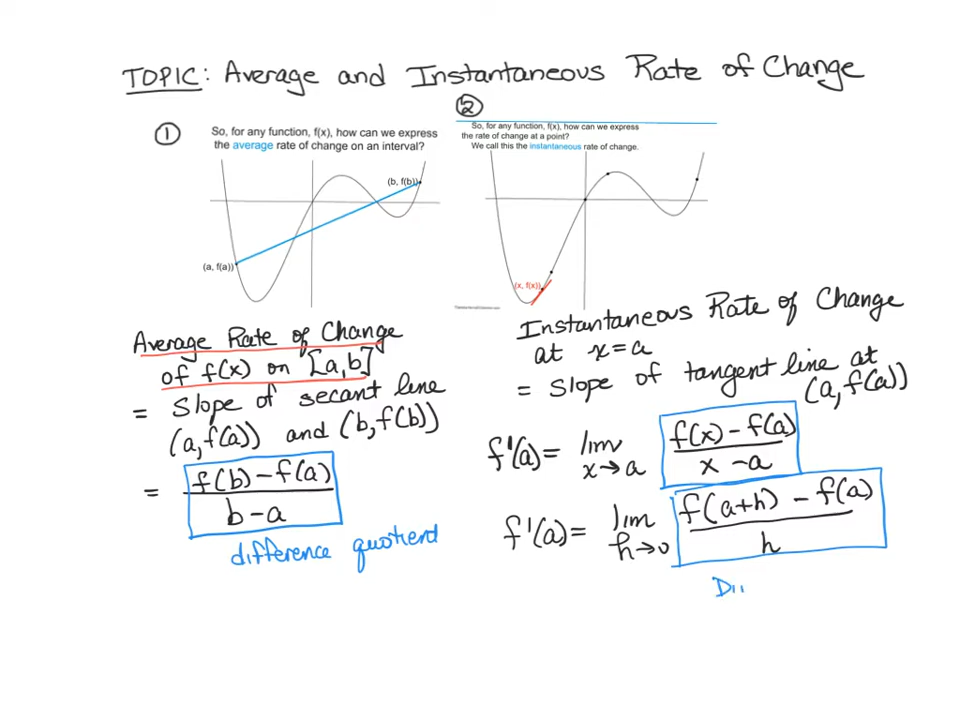 TOPIC: Average and Instantaneous Rate of Change
①
So, for any function, f(x), how can we express
the average rate of change on an interval?
(b, f(b))
(a, f(a))
Average Rate of Change
of f(x) on [a,b]
= Slope of secant line
(a,f(a)) and (b,f(b))
= f(b)-f(a)
b-a
difference quotient
②
So, for any function, f(x), how can we express
the rate of change at a point?
We call this the instantaneous rate of change.
(x, f(x))
Instantaneous Rate of Change
at x=a
= Slope of tangent line at
(a, f(a))
f'(a)= lim x→a f(x)-f(a)
x-a
f'(a)= lim h→0 f(a+h)-f(a)
h